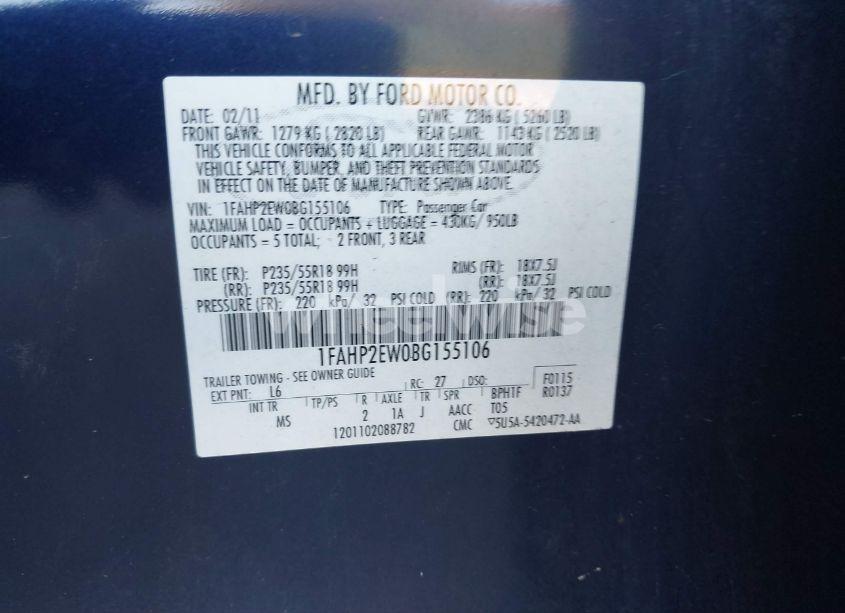 MFD. BY FORD MOTOR CO.
DATE: 02/11 GVWR: 2386 KG ( 5260 LB)
FRONT GAWR: 1279 KG ( 2820 LB) REAR GAWR: 1143 KG ( 2520 LB)
THIS VEHICLE CONFORMS TO ALL APPLICABLE FEDERAL MOTOR
VEHICLE SAFETY, BUMPER, AND THEFT PREVENTION STANDARDS
IN EFFECT ON THE DATE OF MANUFACTURE SHOWN ABOVE.
VIN: 1FAHP2EW0BG155106 TYPE: Passenger Car
MAXIMUM LOAD = OCCUPANTS + LUGGAGE = 430KG/ 950LB
OCCUPANTS = 5 TOTAL; 2 FRONT, 3 REAR
TIRE (FR): P235/55R18 99H RIMS (FR): 18X7.5J
(RR): P235/55R18 99H (RR): 18X7.5J
PRESSURE (FR): 220 kPa/ 32 PSI COLD (RR): 220 kPa/ 32 PSI COLD
wheelwise
1FAHP2EW0BG155106
TRAILER TOWING - SEE OWNER GUIDE
EXT PNT: L6 RC: 27 DSO: F0115
INT TR TP/PS R AXLE TR SPR BPHTF R0137
MS 2 1A J AACC T05
1201102088782 CMC ▽5U5A-5420472-AA